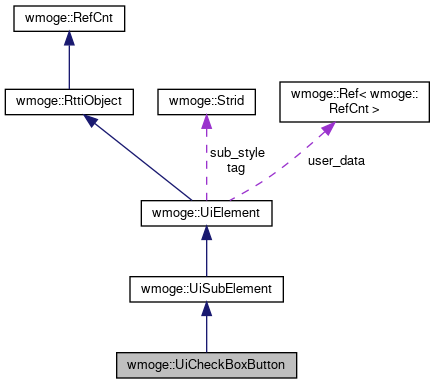 wmoge::RefCnt
wmoge::RttiObject
wmoge::Strid
wmoge::Ref< wmoge::
RefCnt >
sub_style
tag
user_data
wmoge::UiElement
wmoge::UiSubElement
wmoge::UiCheckBoxButton